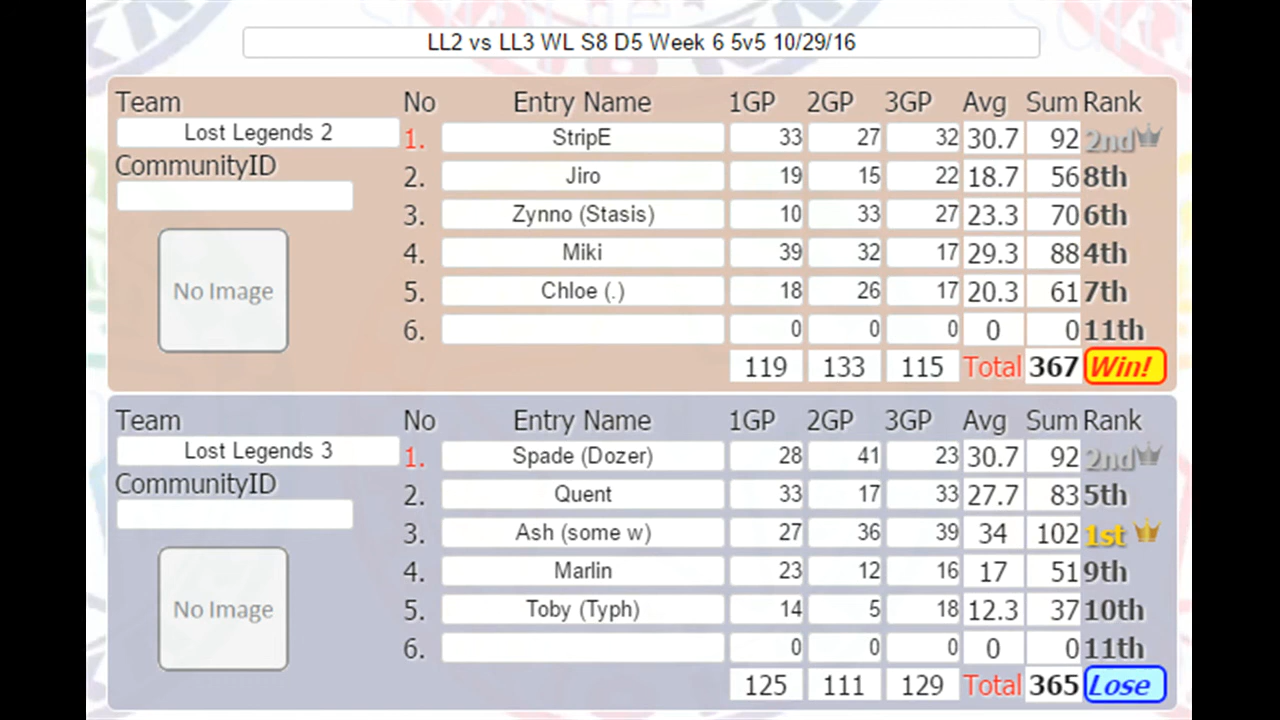 LL2 vs LL3 WL S8 D5 Week 6 5v5 10/29/16
Team No Entry Name 1GP 2GP 3GP Avg Sum Rank
Lost Legends 2 1. StripE 33 27 32 30.7 92 2nd
CommunityID
2. Jiro 19 15 22 18.7 56 8th
3. Zynno (Stasis) 10 33 27 23.3 70 6th
4. Miki 39 32 17 29.3 88 4th
No Image 5. Chloe (.) 18 26 17 20.3 61 7th
6. 0 0 0 0 0 11th
119 133 115 Total 367 Win!
Team No Entry Name 1GP 2GP 3GP Avg Sum Rank
Lost Legends 3 1. Spade (Dozer) 28 41 23 30.7 92 2nd
CommunityID
2. Quent 33 17 33 27.7 83 5th
3. Ash (some w) 27 36 39 34 102 1st
4. Marlin 23 12 16 17 51 9th
No Image 5. Toby (Typh) 14 5 18 12.3 37 10th
6. 0 0 0 0 0 11th
125 111 129 Total 365 Lose